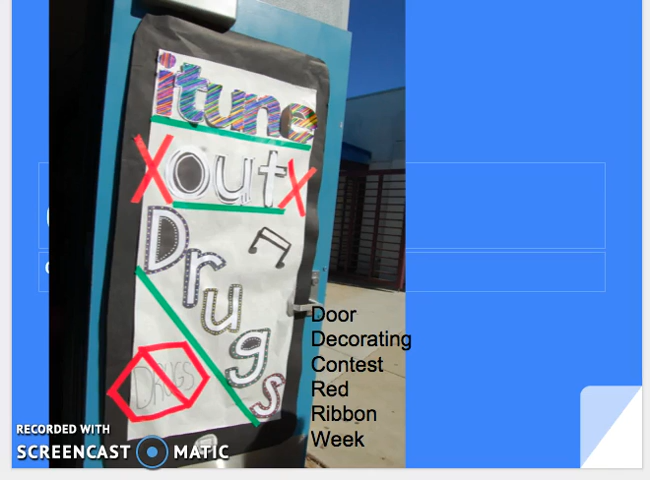 itune
X out X
Drugs
DRUGS
Door
Decorating
Contest
Red
Ribbon
Week
RECORDED WITH
SCREENCAST MATIC